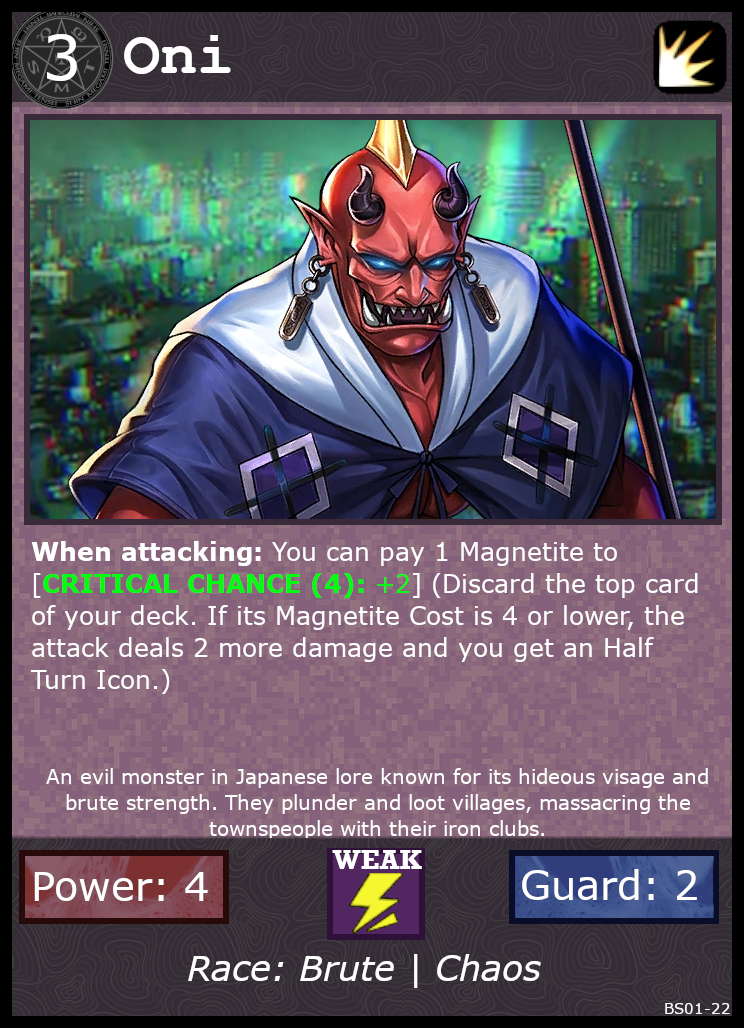 3 Oni
When attacking: You can pay 1 Magnetite to
[CRITICAL CHANCE (4): +2] (Discard the top card
of your deck. If its Magnetite Cost is 4 or lower, the
attack deals 2 more damage and you get an Half
Turn Icon.)
An evil monster in Japanese lore known for its hideous visage and
brute strength. They plunder and loot villages, massacring the
townspeople with their iron clubs.
Power: 4
WEAK
Guard: 2
Race: Brute | Chaos
BS01-22